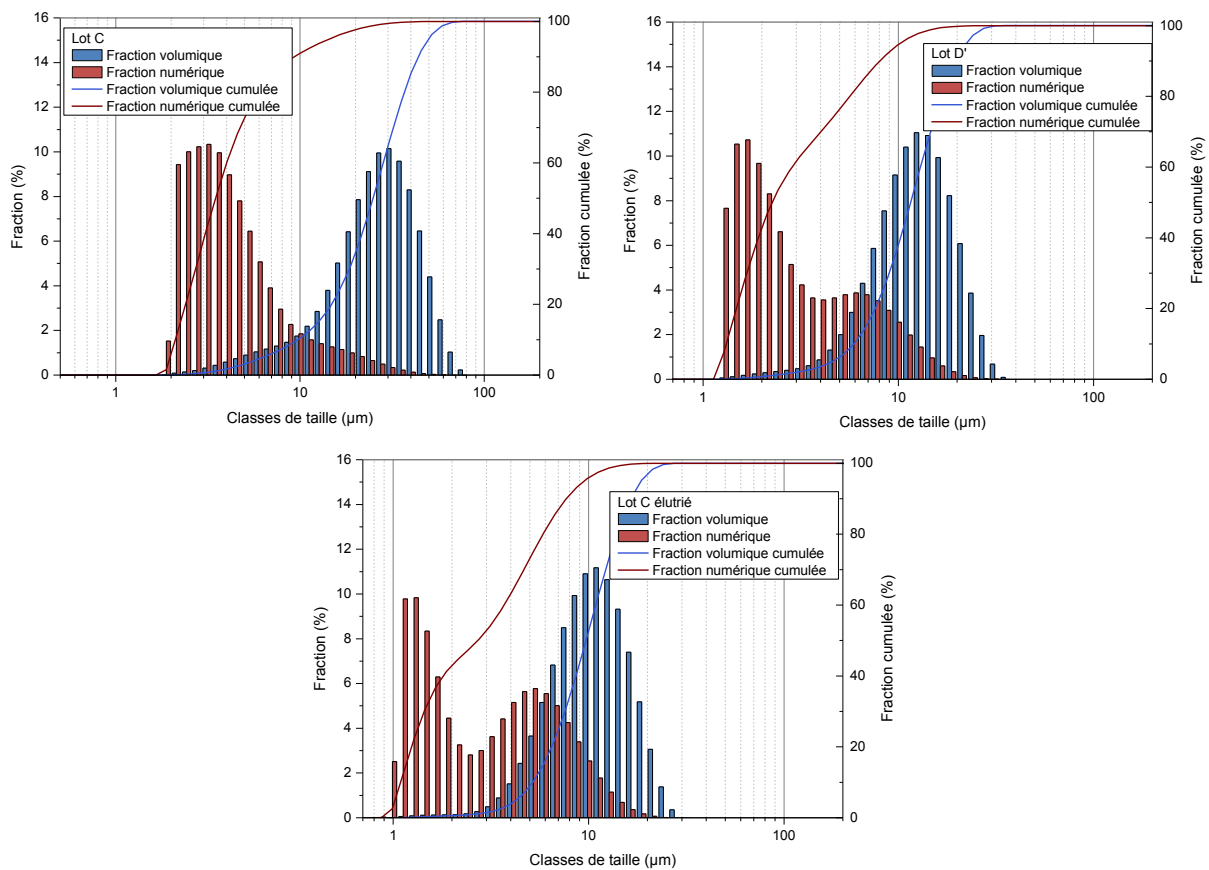 Lot C
Fraction volumique
Fraction numérique
Fraction volumique cumulée
Fraction numérique cumulée
Fraction (%)
16
14
12
10
8
6
4
2
0
100
80
60
40
20
0
Fraction cumulée (%)
1
10
100
Classes de taille (µm)
Lot D'
Fraction volumique
Fraction numérique
Fraction volumique cumulée
Fraction numérique cumulée
Fraction (%)
16
14
12
10
8
6
4
2
0
100
80
60
40
20
0
Fraction cumulée (%)
1
10
100
Classes de taille (µm)
Lot C élutrié
Fraction volumique
Fraction numérique
Fraction volumique cumulée
Fraction numérique cumulée
Fraction (%)
16
14
12
10
8
6
4
2
0
100
80
60
40
20
0
Fraction cumulée (%)
1
10
100
Classes de taille (µm)